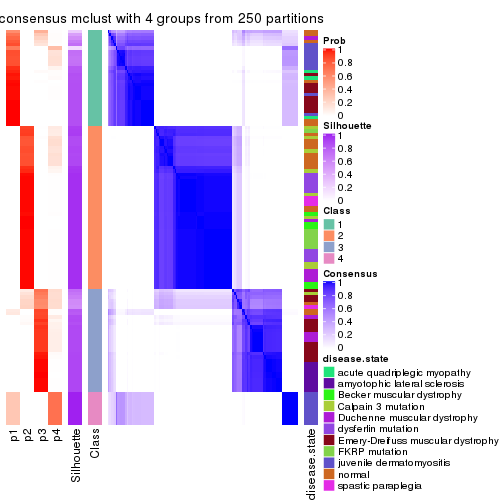 consensus mclust with 4 groups from 250 partitions
Prob
1
0.8
0.6
0.4
0.2
0
Silhouette
1
0.8
0.6
0.4
0.2
0
Class
1
2
3
4
Consensus
1
0.8
0.6
0.4
0.2
0
disease.state
acute quadriplegic myopathy
amyotophic lateral sclerosis
Becker muscular dystrophy
Calpain 3 mutation
Duchenne muscular dystrophy
dysferlin mutation
Emery-Dreifuss muscular dystrophy
FKRP mutation
juvenile dermatomyositis
normal
spastic paraplegia
p1
p2
p3
p4
Silhouette
Class
disease.state